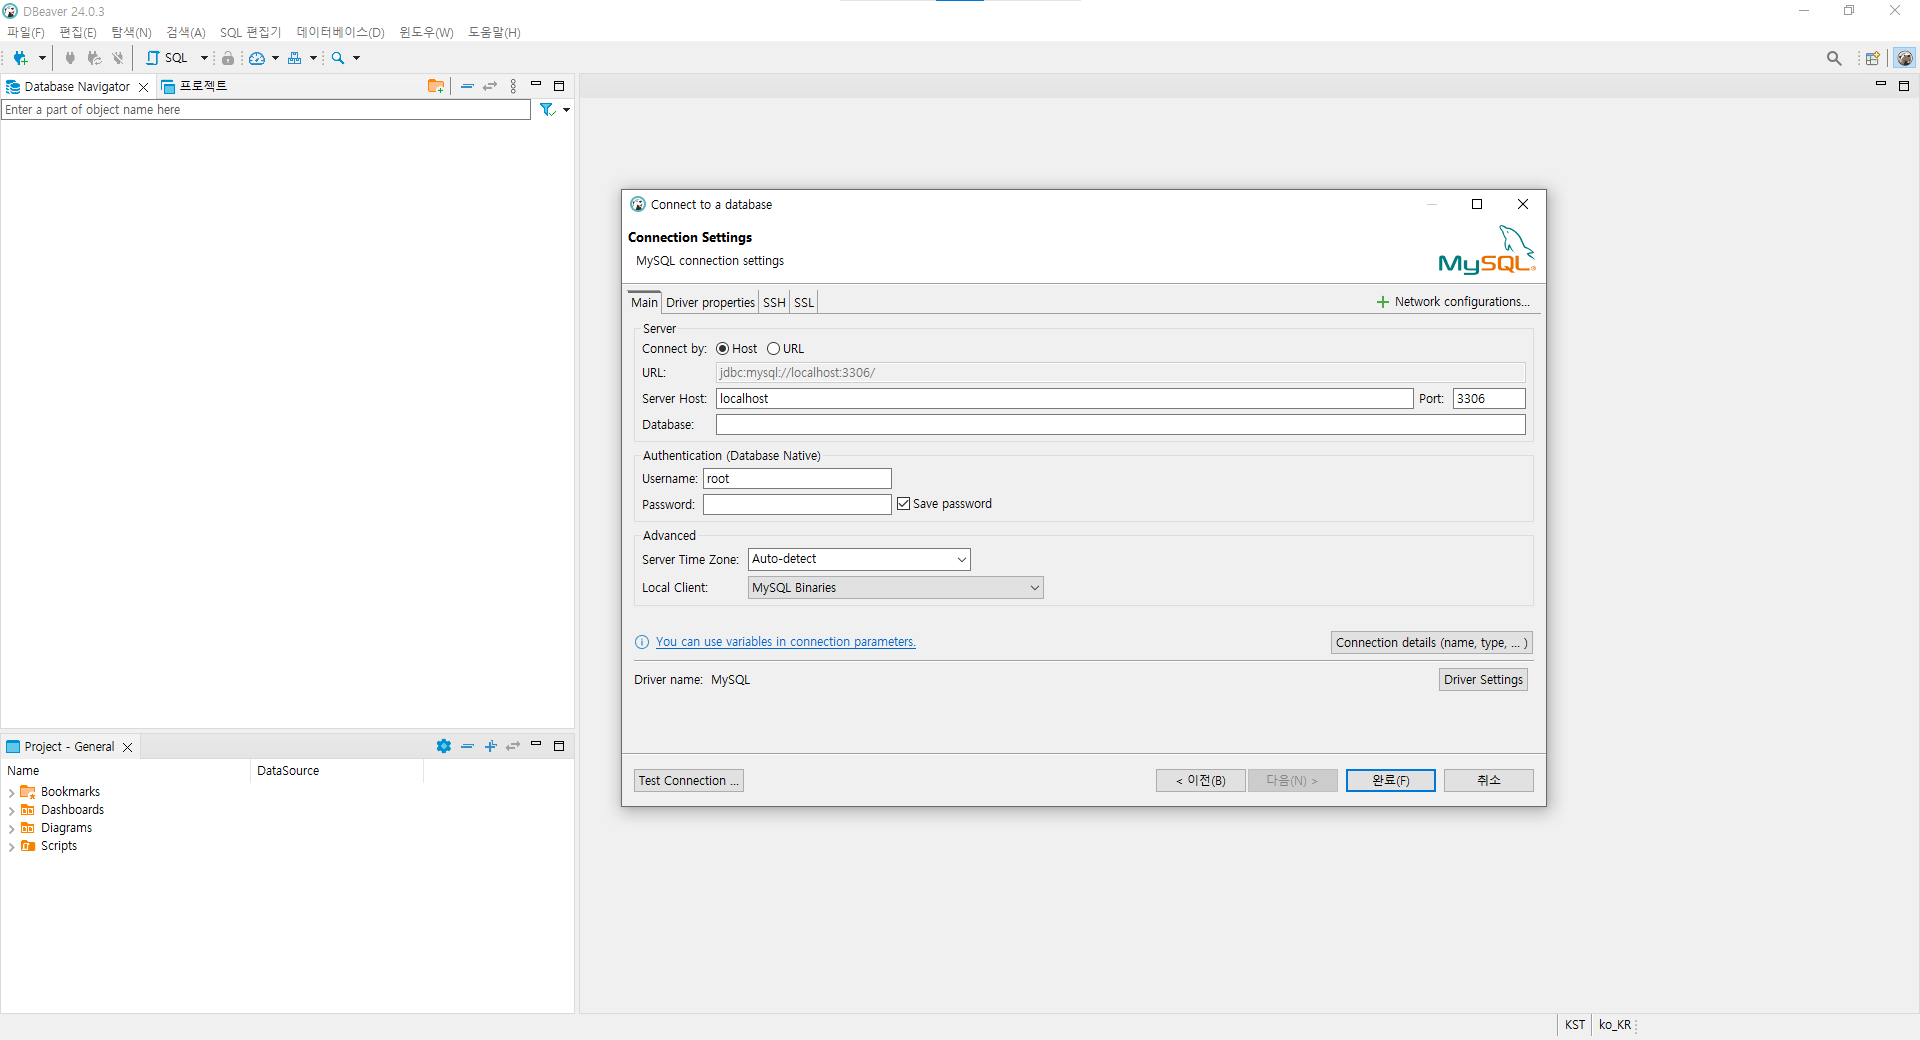 DBeaver 24.0.3
파일(F) 편집(E) 탐색(N) 검색(A) SQL 편집기 데이터베이스(D) 윈도우(W) 도움말(H)
SQL
Database Navigator 프로젝트
Enter a part of object name here
Connect to a database
Connection Settings
MySQL connection settings
MySQL
Main Driver properties SSH SSL Network configurations...
Server
Connect by: Host URL
URL: jdbc:mysql://localhost:3306/
Server Host: localhost Port: 3306
Database:
Authentication (Database Native)
Username: root
Password: Save password
Advanced
Server Time Zone: Auto-detect
Local Client: MySQL Binaries
You can use variables in connection parameters. Connection details (name, type, ... )
Driver name: MySQL Driver Settings
Test Connection ... < 이전(B) 다음(N) > 완료(F) 취소
Project - General
Name DataSource
Bookmarks
Dashboards
Diagrams
Scripts
KST ko_KR